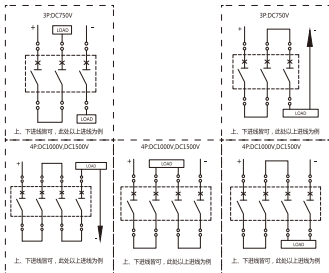 3P:DC750V
+ LOAD -
LOAD
上、下进线皆可，此处以上进线为例
3P:DC750V
+ -
LOAD
上、下进线皆可，此处以上进线为例
4P:DC1000V,DC1500V
+ LOAD
-
上、下进线皆可，此处以上进线为例
4P:DC1000V,DC1500V
+ LOAD -
上、下进线皆可，此处以上进线为例
4P:DC1000V,DC1500V
+ -
LOAD
上、下进线皆可，此处以上进线为例